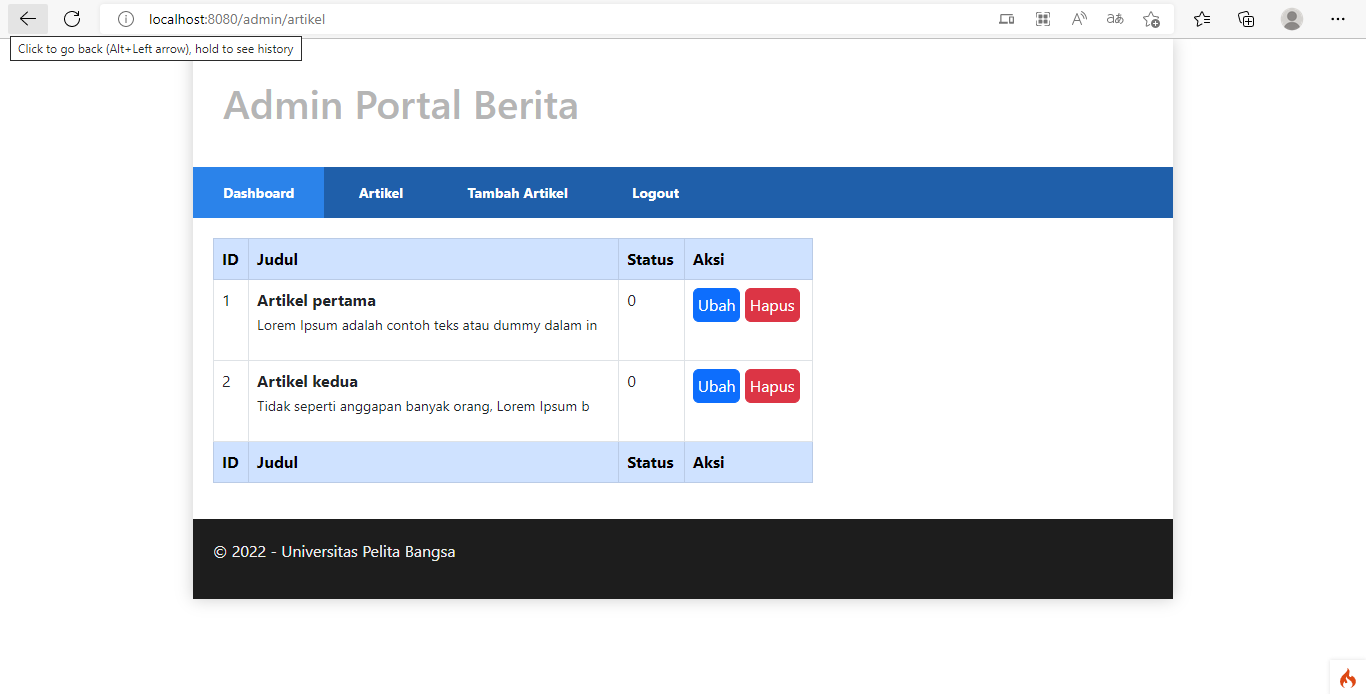 localhost:8080/admin/artikel
Click to go back (Alt+Left arrow), hold to see history
Admin Portal Berita
Dashboard Artikel Tambah Artikel Logout
ID Judul Status Aksi
1 Artikel pertama 0 Ubah Hapus
Lorem Ipsum adalah contoh teks atau dummy dalam in
2 Artikel kedua 0 Ubah Hapus
Tidak seperti anggapan banyak orang, Lorem Ipsum b
ID Judul Status Aksi
© 2022 - Universitas Pelita Bangsa